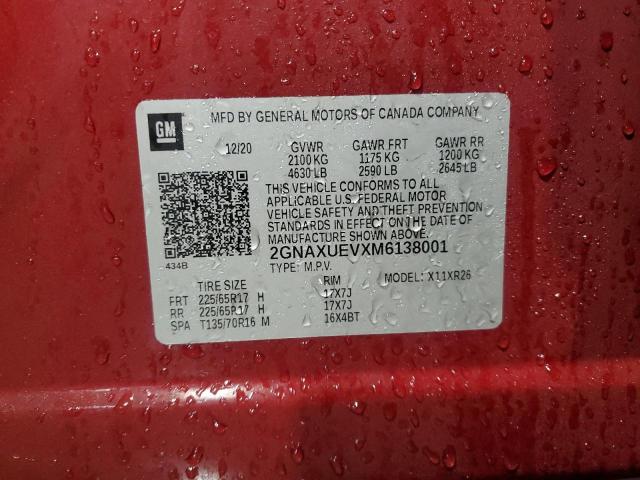 GM
MFD BY GENERAL MOTORS OF CANADA COMPANY
12/20 GVWR GAWR FRT GAWR RR
2100 KG 1175 KG 1200 KG
4630 LB 2590 LB 2645 LB
THIS VEHICLE CONFORMS TO ALL
APPLICABLE U.S. FEDERAL MOTOR
VEHICLE SAFETY AND THEFT PREVENTION
STANDARDS IN EFFECT ON THE DATE OF
MANUFACTURE SHOWN ABOVE.
434B
2GNAXUEVXM6138001
TYPE: M.P.V. MODEL: X11XR26
TIRE SIZE RIM
FRT 225/65R17 H 17X7J
RR 225/65R17 H 17X7J
SPA T135/70R16 M 16X4BT